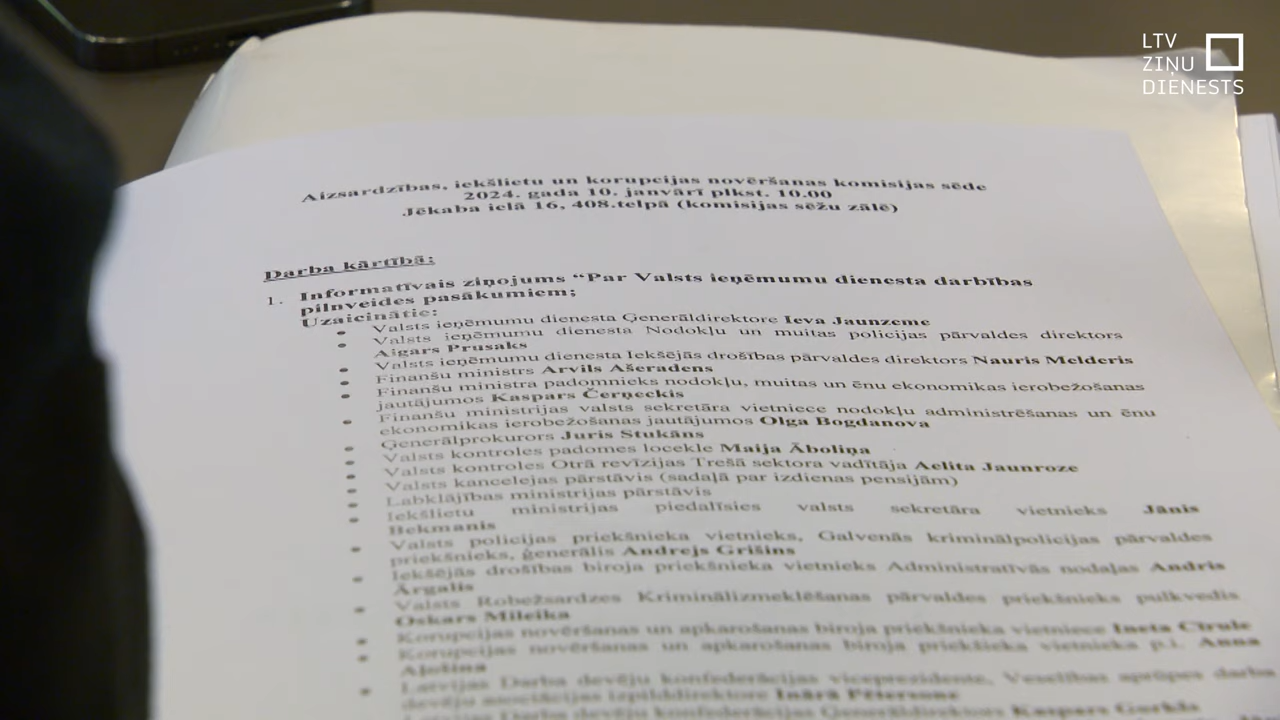 LTV
ZIŅU
DIENESTS
Aizsardzības, iekšlietu un korupcijas novēršanas komisijas sēde
2024. gada 10. janvārī plkst. 10.00
Jēkaba ielā 16, 408.telpā (komisijas sēžu zālē)
Darba kārtībā:
1. Informatīvais ziņojums “Par Valsts ieņēmumu dienesta darbības
pilnveides pasākumiem;
Uzaicinātie:
• Valsts ieņēmumu dienesta Ģenerāldirektore Ieva Jaunzeme
• Valsts ieņēmumu dienesta Nodokļu un muitas policijas pārvaldes direktors
Aigars Prusaks
• Valsts ieņēmumu dienesta Iekšējās drošības pārvaldes direktors Nauris Melderis
• Finanšu ministrs Arvils Ašeradens
• Finanšu ministra padomnieks nodokļu, muitas un ēnu ekonomikas ierobežošanas
jautājumos Kaspars Čerņeckis
• Finanšu ministrijas valsts sekretāra vietniece nodokļu administrēšanas un ēnu
ekonomikas ierobežošanas jautājumos Olga Bogdanova
• Ģenerālprokurors Juris Stukāns
• Valsts kontroles padomes locekle Maija Āboliņa
• Valsts kontroles Otrā revīzijas Trešā sektora vadītāja Aelita Jaunroze
• Valsts kancelejas pārstāvis (sadaļā par izdienas pensijām)
• Labklājības ministrijas pārstāvis
• Iekšlietu ministrijas piedalīsies valsts sekretāra vietnieks Jānis
Bekmanis
• Valsts policijas priekšnieka vietnieks, Galvenās kriminālpolicijas pārvaldes
priekšnieks, ģenerālis Andrejs Grišins
• Iekšējās drošības biroja priekšnieka vietnieks Administratīvās nodaļas Andris
Ārgalis
• Valsts Robežsardzes Kriminālizmeklēšanas pārvaldes priekšnieks pulkvedis
Oskars Mileika
• Korupcijas novēršanas un apkarošanas biroja priekšnieka vietniece Ineta Cīrule
• Korupcijas novēršanas un apkarošanas biroja priekšnieka vietnieka p.i. Anna
Aļošina
• Latvijas Darba devēju konfederācijas viceprezidente, Veselības aprūpes darba
devēju asociācijas izpilddirektore Ināra Pētersone
Latvijas Darba devēju konfederācijas Ģenerāldirektors Kaspars Gorkšs